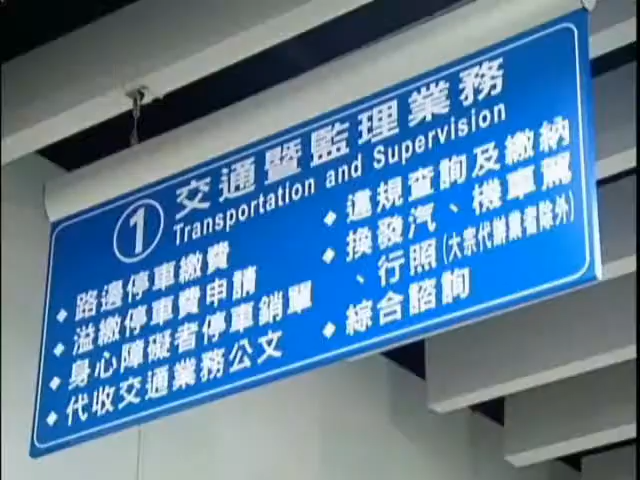 ① 交通暨監理業務
Transportation and Supervision
◆ 路邊停車繳費
◆ 溢繳停車費申請
◆ 身心障礙者停車銷單
◆ 代收交通業務公文
◆ 違規查詢及繳納
◆ 換發汽、機車駕
、行照(大宗代辦業者除外)
◆ 綜合諮詢